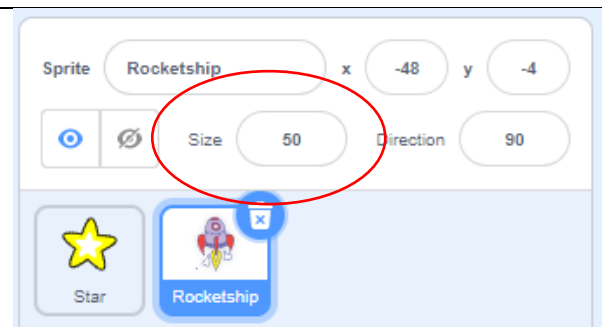 Sprite Rocketship x -48 y -4
Size 50 Direction 90
Star Rocketship